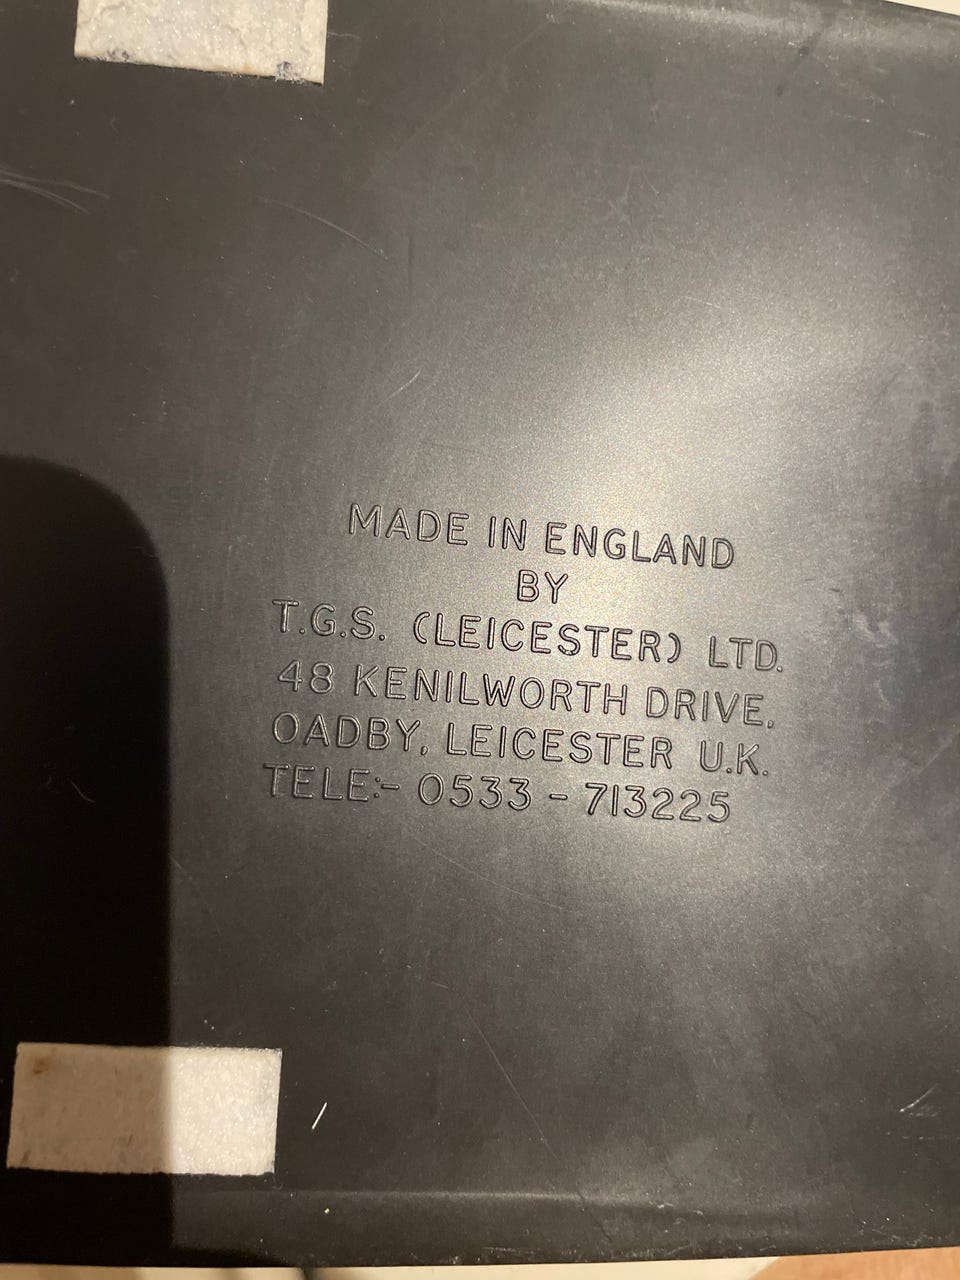 MADE IN ENGLAND
BY
T.G.S. (LEICESTER) LTD.
48 KENILWORTH DRIVE,
OADBY, LEICESTER U.K.
TELE:- 0533 - 713225